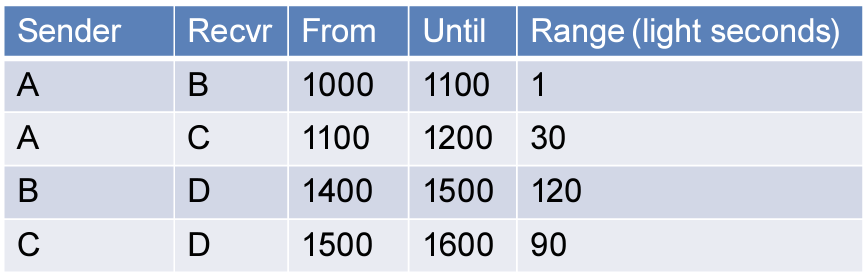 Sender Recvr From Until Range (light seconds)
A B 1000 1100 1
A C 1100 1200 30
B D 1400 1500 120
C D 1500 1600 90